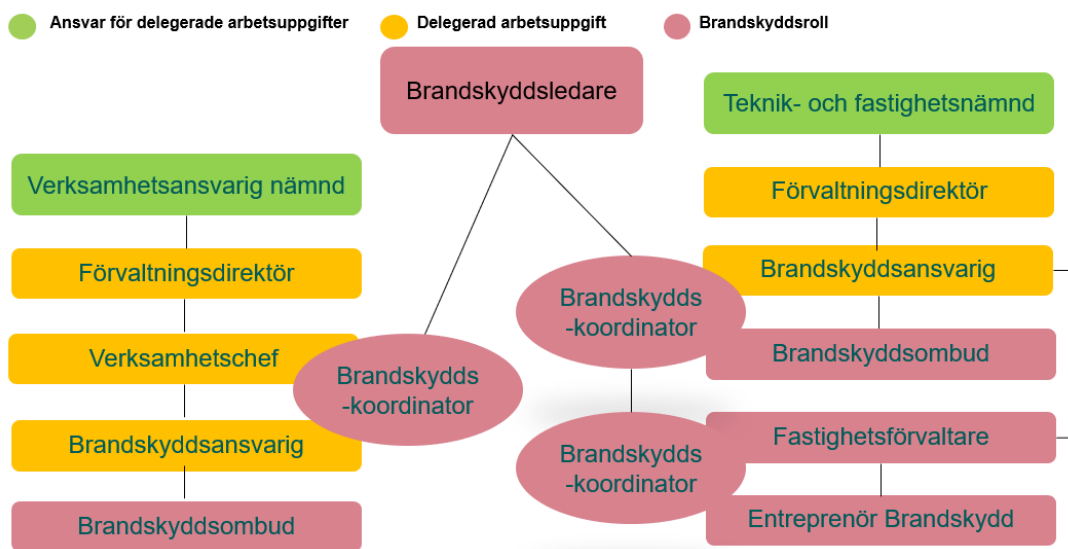 Ansvar för delegerade arbetsuppgifter
Delegerad arbetsuppgift
Brandskyddsroll
Brandskyddsledare
Teknik- och fastighetsnämnd
Verksamhetsansvarig nämnd
Förvaltningsdirektör
Förvaltningsdirektör
Brandskyddsansvarig
Brandskydds
-koordinator
Verksamhetschef
Brandskyddsombud
Brandskydds
-koordinator
Brandskyddsansvarig
Fastighetsförvaltare
Brandskydds
-koordinator
Brandskyddsombud
Entreprenör Brandskydd